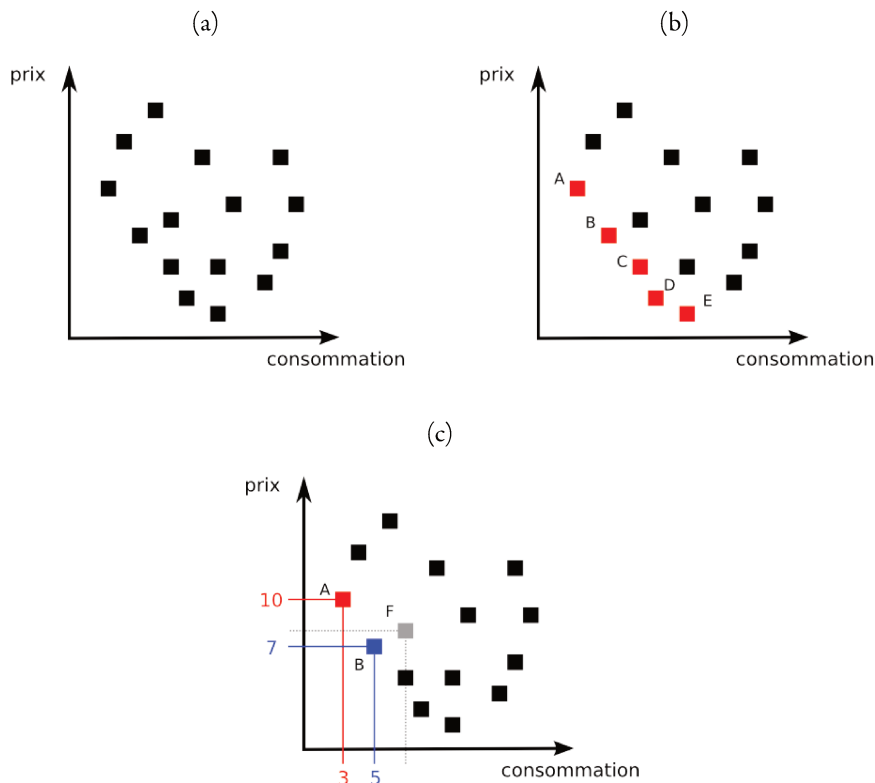 (a)
(b)
prix
prix
A
B
C
D
E
consommation
consommation
(c)
prix
A
10
F
7
B
3
5
consommation